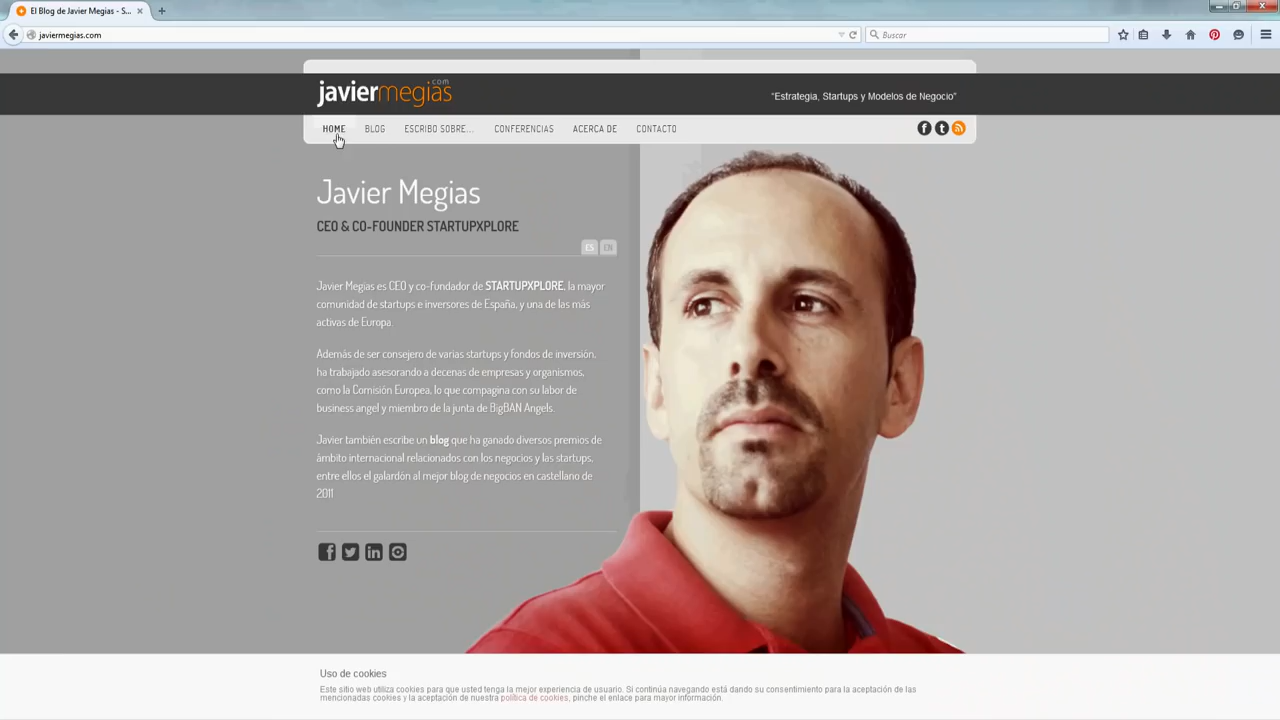 El Blog de Javier Megias - S...
javiermegias.com
Buscar
javiermegias.com
"Estrategia, Startups y Modelos de Negocio"
HOME BLOG ESCRIBO SOBRE... CONFERENCIAS ACERCA DE CONTACTO
Javier Megias
CEO & CO-FOUNDER STARTUPXPLORE
ES EN
Javier Megias es CEO y co-fundador de STARTUPXPLORE, la mayor
comunidad de startups e inversores de España, y una de las más
activas de Europa.
Además de ser consejero de varias startups y fondos de inversión,
ha trabajado asesorando a decenas de empresas y organismos,
como la Comisión Europea, lo que compagina con su labor de
business angel y miembro de la junta de BigBAN Angels.
Javier también escribe un blog que ha ganado diversos premios de
ámbito internacional relacionados con los negocios y las startups,
entre ellos el galardón al mejor blog de negocios en castellano de
2011
Uso de cookies
Este sitio web utiliza cookies para que usted tenga la mejor experiencia de usuario. Si continúa navegando está dando su consentimiento para la aceptación de las
mencionadas cookies y la aceptación de nuestra política de cookies, pinche el enlace para mayor información.